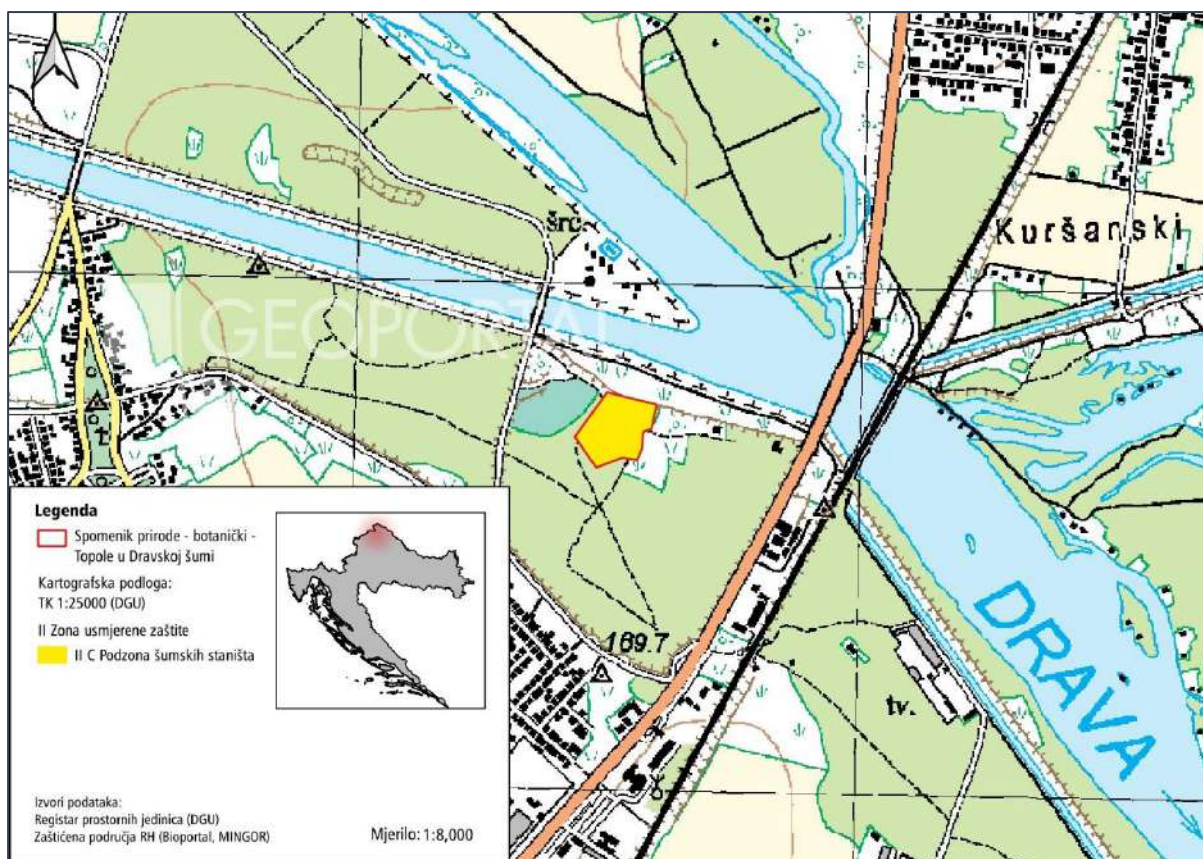 GEOPORTAL
šrc.
Kuršanski
169.7
tv.
DRAVA
Legenda
Spomenik prirode - botanički -
Topole u Dravskoj šumi
Kartografska podloga:
TK 1:25000 (DGU)
II Zona usmjerene zaštite
II C Podzona šumskih staništa
Izvori podataka:
Registar prostornih jedinica (DGU)
Zaštićena područja RH (Bioportal, MINGOR)
Mjerilo: 1:8,000